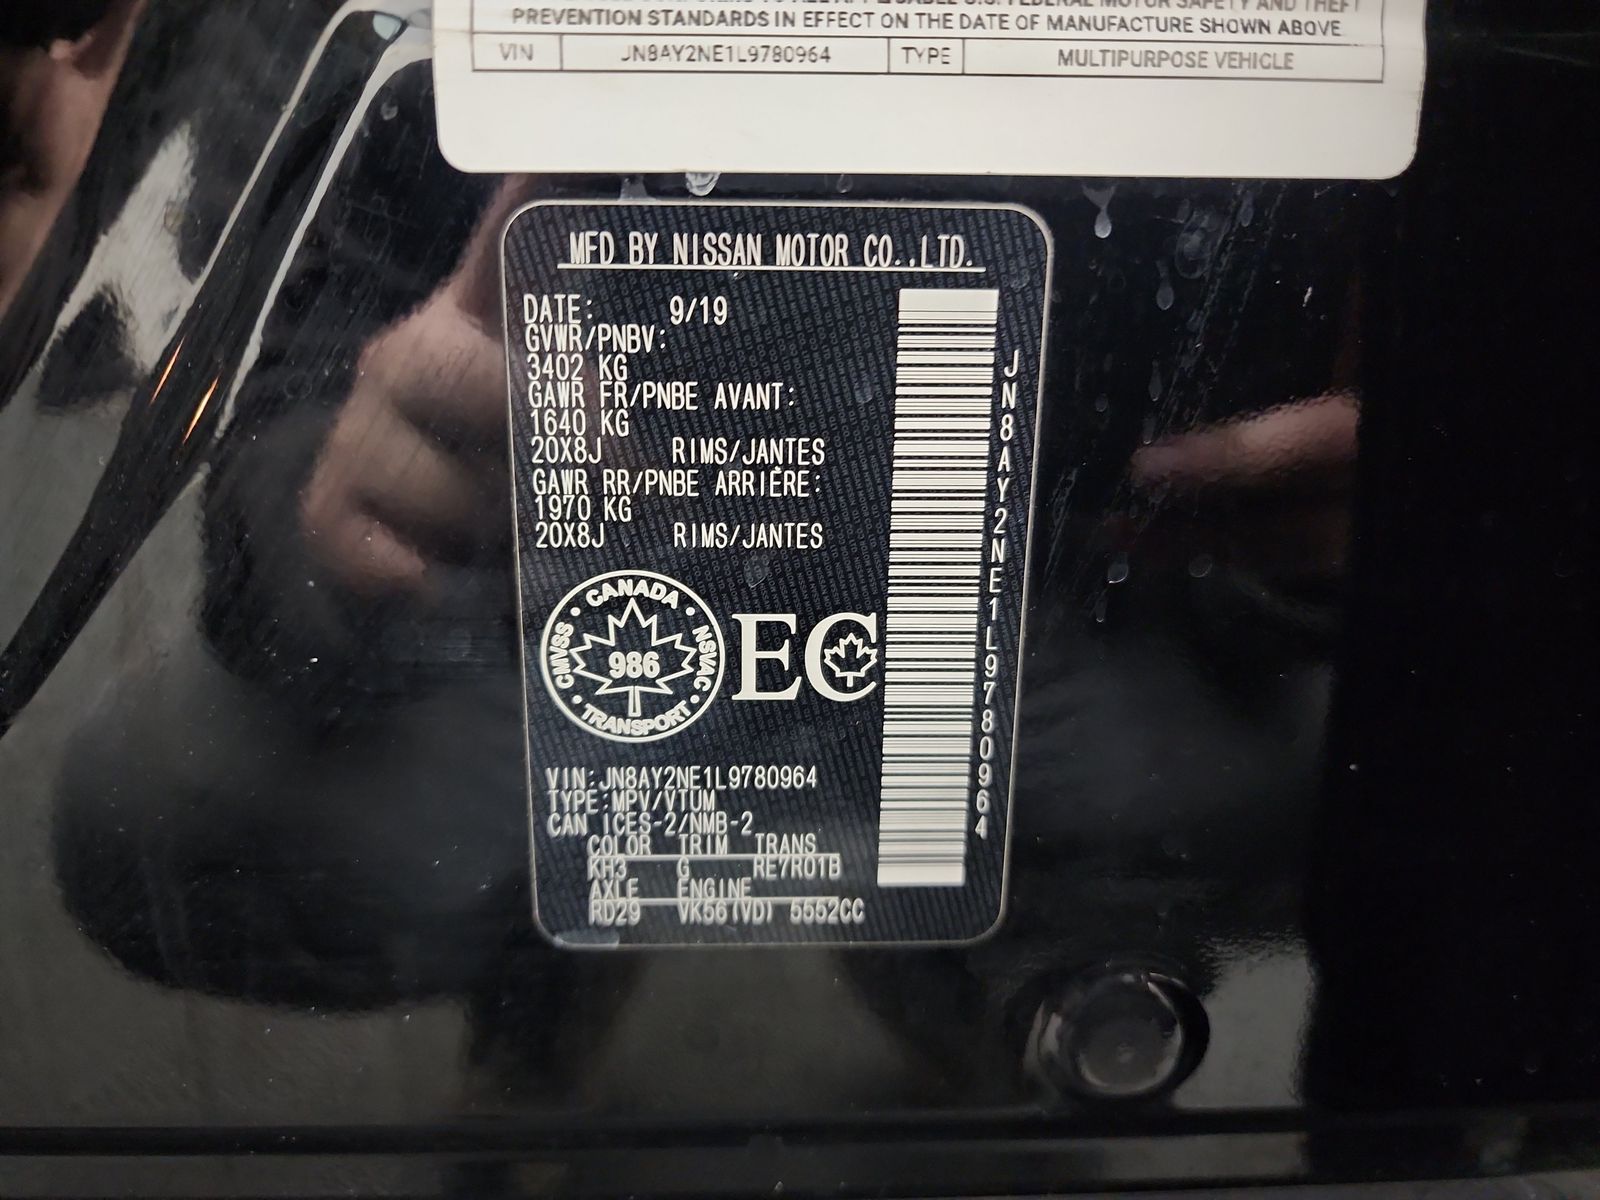 PREVENTION STANDARDS IN EFFECT ON THE DATE OF MANUFACTURE SHOWN ABOVE.
VIN JN8AY2NE1L9780964 TYPE MULTIPURPOSE VEHICLE
MFD BY NISSAN MOTOR CO.,LTD.
DATE: 9/19
GVWR/PNBV:
3402 KG
GAWR FR/PNBE AVANT:
1640 KG
20X8J RIMS/JANTES
GAWR RR/PNBE ARRIÈRE:
1970 KG
20X8J RIMS/JANTES
JN8AY2NE1L9780964
CANADA
CMVSS 986 NSVAC
TRANSPORT
EC
VIN:JN8AY2NE1L9780964
TYPE:MPV/VTUM
CAN ICES-2/NMB-2
COLOR TRIM TRANS
KH3 G RE7R01B
AXLE ENGINE
RD29 VK56(VD) 5552CC